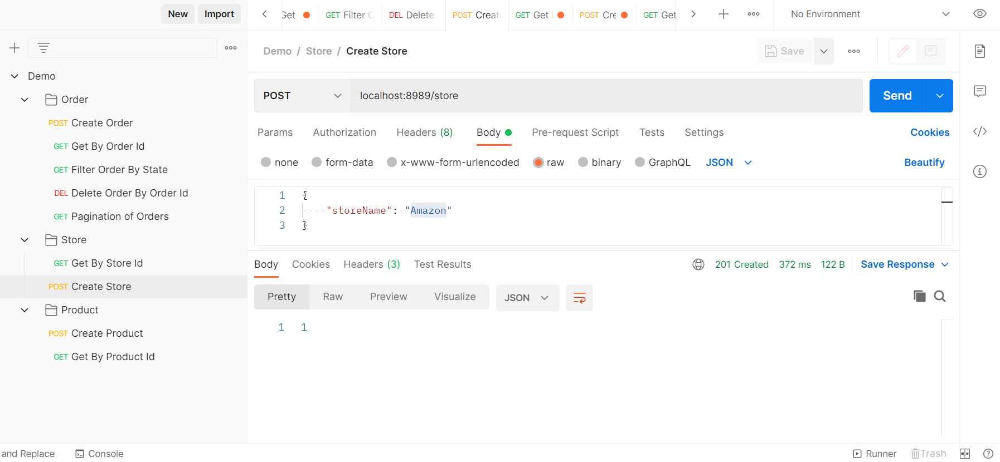 New Import
Get GET Filter O DEL Delete POST Creat GET Get POST Cre GET Get No Environment
Demo / Store / Create Store Save
Demo
Order
POST Create Order
GET Get By Order Id
GET Filter Order By State
DEL Delete Order By Order Id
GET Pagination of Orders
Store
GET Get By Store Id
POST Create Store
Product
POST Create Product
GET Get By Product Id
POST localhost:8989/store Send
Params Authorization Headers (8) Body Pre-request Script Tests Settings Cookies
none form-data x-www-form-urlencoded raw binary GraphQL JSON Beautify
1 {
2 "storeName": "Amazon"
3 }
Body Cookies Headers (3) Test Results 201 Created 372 ms 122 B Save Response
Pretty Raw Preview Visualize JSON
1 1
and Replace Console Runner Trash